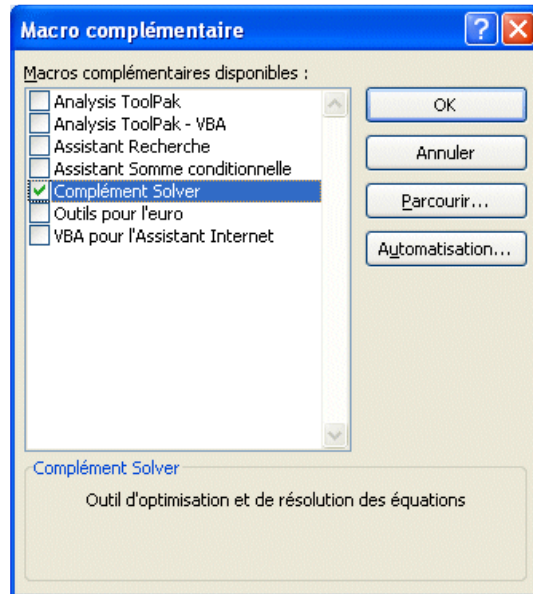 Macro complémentaire
Macros complémentaires disponibles :
Analysis ToolPak
Analysis ToolPak - VBA
Assistant Recherche
Assistant Somme conditionnelle
Complément Solver
Outils pour l'euro
VBA pour l'Assistant Internet
OK
Annuler
Parcourir...
Automatisation...
Complément Solver
Outil d'optimisation et de résolution des équations